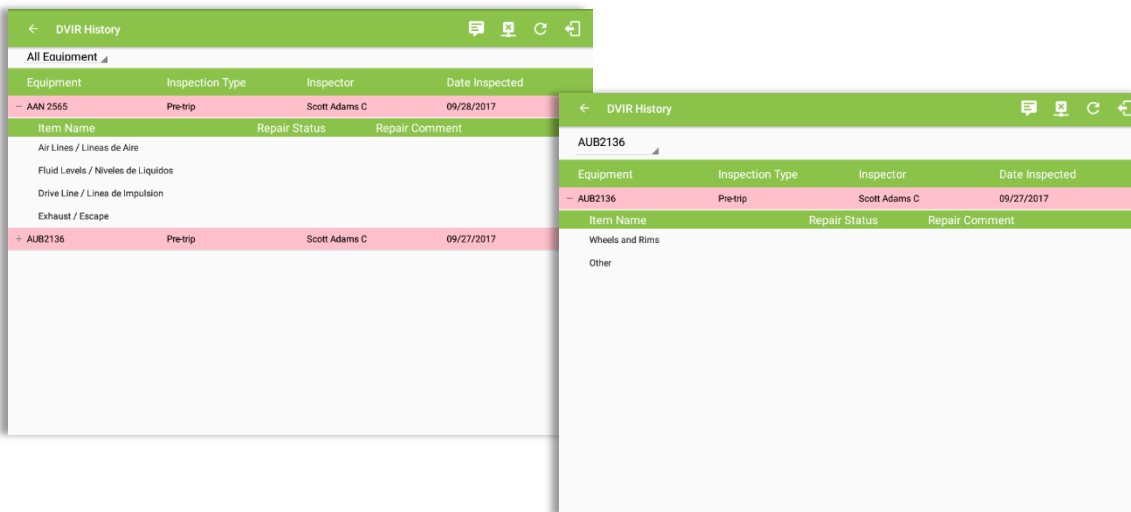 DVIR History
All Equipment
Equipment Inspection Type Inspector Date Inspected
− AAN 2565 Pre-trip Scott Adams C 09/28/2017
Item Name Repair Status Repair Comment
Air Lines / Lineas de Aire
Fluid Levels / Niveles de Liquidos
Drive Line / Linea de Impulsion
Exhaust / Escape
+ AUB2136 Pre-trip Scott Adams C 09/27/2017
DVIR History
AUB2136
Equipment Inspection Type Inspector Date Inspected
− AUB2136 Pre-trip Scott Adams C 09/27/2017
Item Name Repair Status Repair Comment
Wheels and Rims
Other